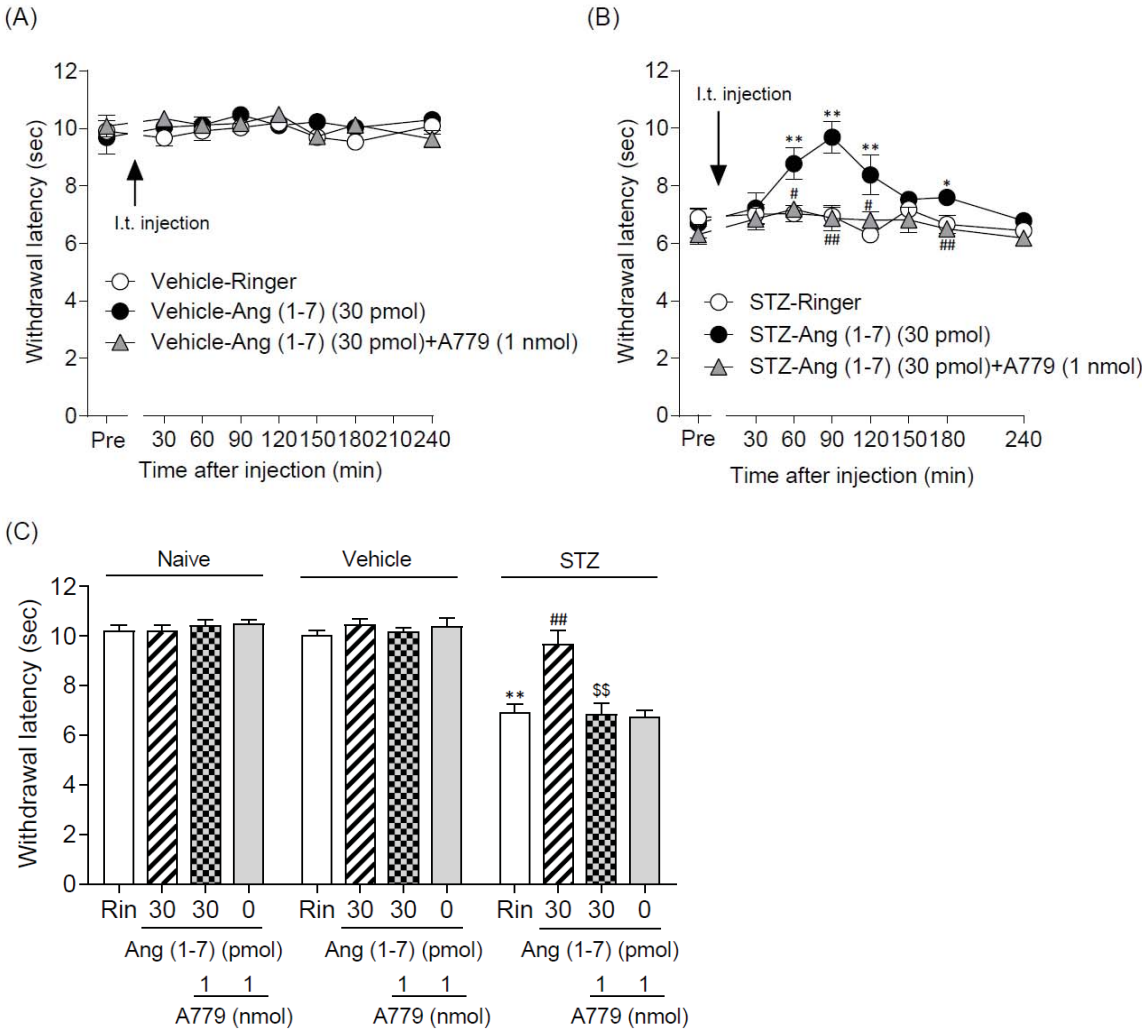 (A)
Withdrawal latency (sec)
12
10
8
6
4
2
0
I.t. injection
Vehicle-Ringer
Vehicle-Ang (1-7) (30 pmol)
Vehicle-Ang (1-7) (30 pmol)+A779 (1 nmol)
Pre 30 60 90 120 150 180 210 240
Time after injection (min)
(B)
Withdrawal latency (sec)
12
10
8
6
4
2
0
I.t. injection
** ** ** *
# #
## ##
STZ-Ringer
STZ-Ang (1-7) (30 pmol)
STZ-Ang (1-7) (30 pmol)+A779 (1 nmol)
Pre 30 60 90 120 150 180 240
Time after injection (min)
(C)
Naive Vehicle STZ
Withdrawal latency (sec)
12
10
8
6
4
2
0
** ## $$
Rin 30 30 0 Rin 30 30 0 Rin 30 30 0
Ang (1-7) (pmol) Ang (1-7) (pmol) Ang (1-7) (pmol)
1 1 1 1 1 1
A779 (nmol) A779 (nmol) A779 (nmol)